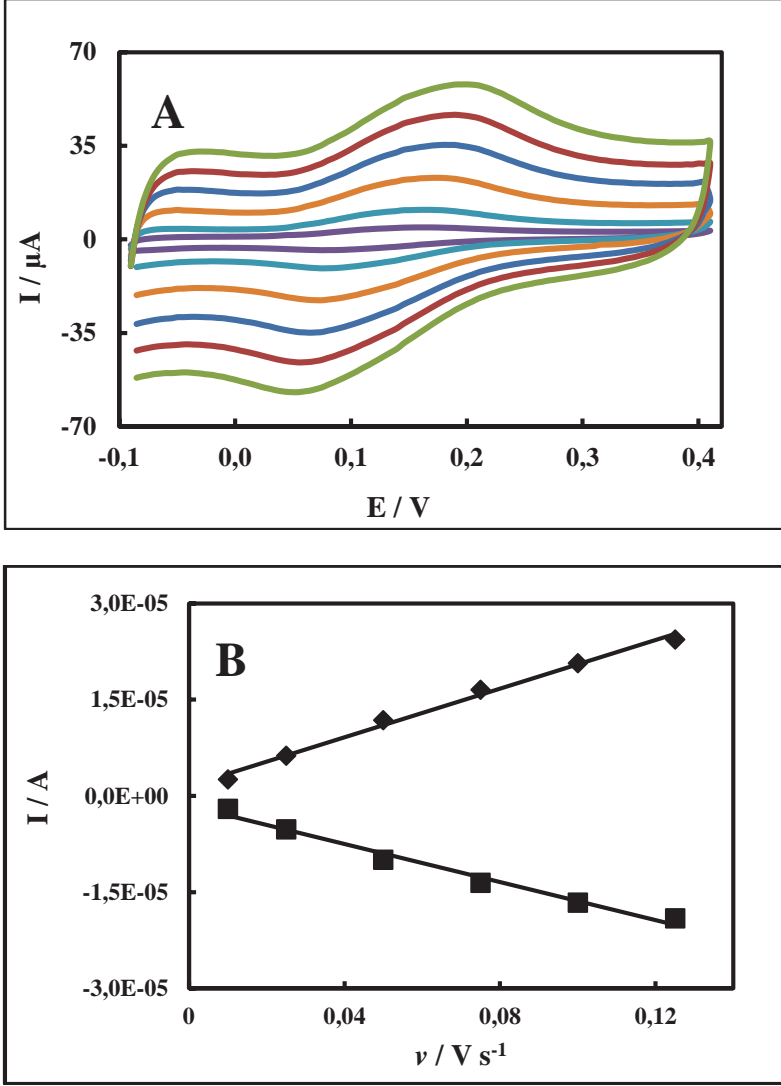 70
A
35
I / µA
0
-35
-70
-0,1 0,0 0,1 0,2 0,3 0,4
E / V
3,0E-05
B
1,5E-05
I / A
0,0E+00
-1,5E-05
-3,0E-05
0 0,04 0,08 0,12
v / V s-1